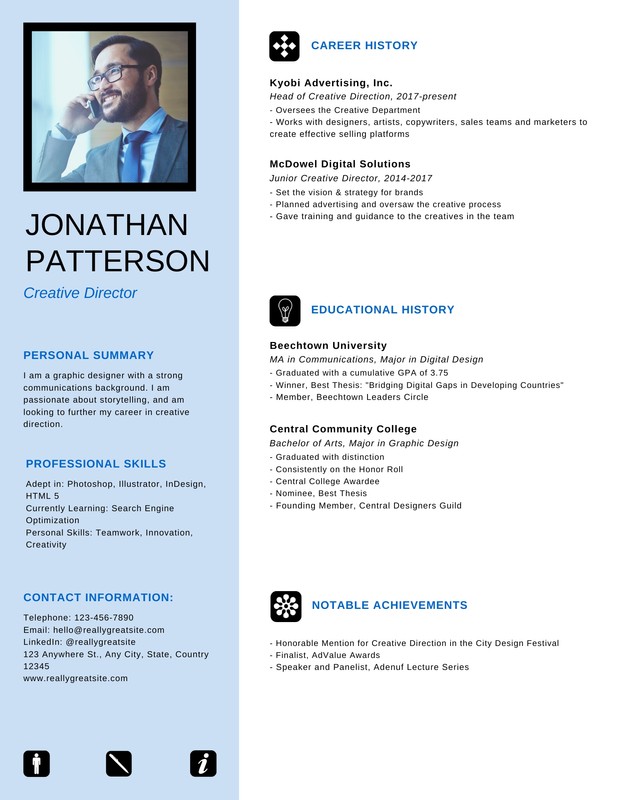 JONATHAN
PATTERSON
Creative Director
PERSONAL SUMMARY
I am a graphic designer with a strong
communications background. I am
passionate about storytelling, and am
looking to further my career in creative
direction.
PROFESSIONAL SKILLS
Adept in: Photoshop, Illustrator, InDesign,
HTML 5
Currently Learning: Search Engine
Optimization
Personal Skills: Teamwork, Innovation,
Creativity
CONTACT INFORMATION:
Telephone: 123-456-7890
Email: hello@reallygreatsite.com
LinkedIn: @reallygreatsite
123 Anywhere St., Any City, State, Country
12345
www.reallygreatsite.com
i
CAREER HISTORY
Kyobi Advertising, Inc.
Head of Creative Direction, 2017-present
- Oversees the Creative Department
- Works with designers, artists, copywriters, sales teams and marketers to
create effective selling platforms
McDowel Digital Solutions
Junior Creative Director, 2014-2017
- Set the vision & strategy for brands
- Planned advertising and oversaw the creative process
- Gave training and guidance to the creatives in the team
EDUCATIONAL HISTORY
Beechtown University
MA in Communications, Major in Digital Design
- Graduated with a cumulative GPA of 3.75
- Winner, Best Thesis: "Bridging Digital Gaps in Developing Countries"
- Member, Beechtown Leaders Circle
Central Community College
Bachelor of Arts, Major in Graphic Design
- Graduated with distinction
- Consistently on the Honor Roll
- Central College Awardee
- Nominee, Best Thesis
- Founding Member, Central Designers Guild
NOTABLE ACHIEVEMENTS
- Honorable Mention for Creative Direction in the City Design Festival
- Finalist, AdValue Awards
- Speaker and Panelist, Adenuf Lecture Series